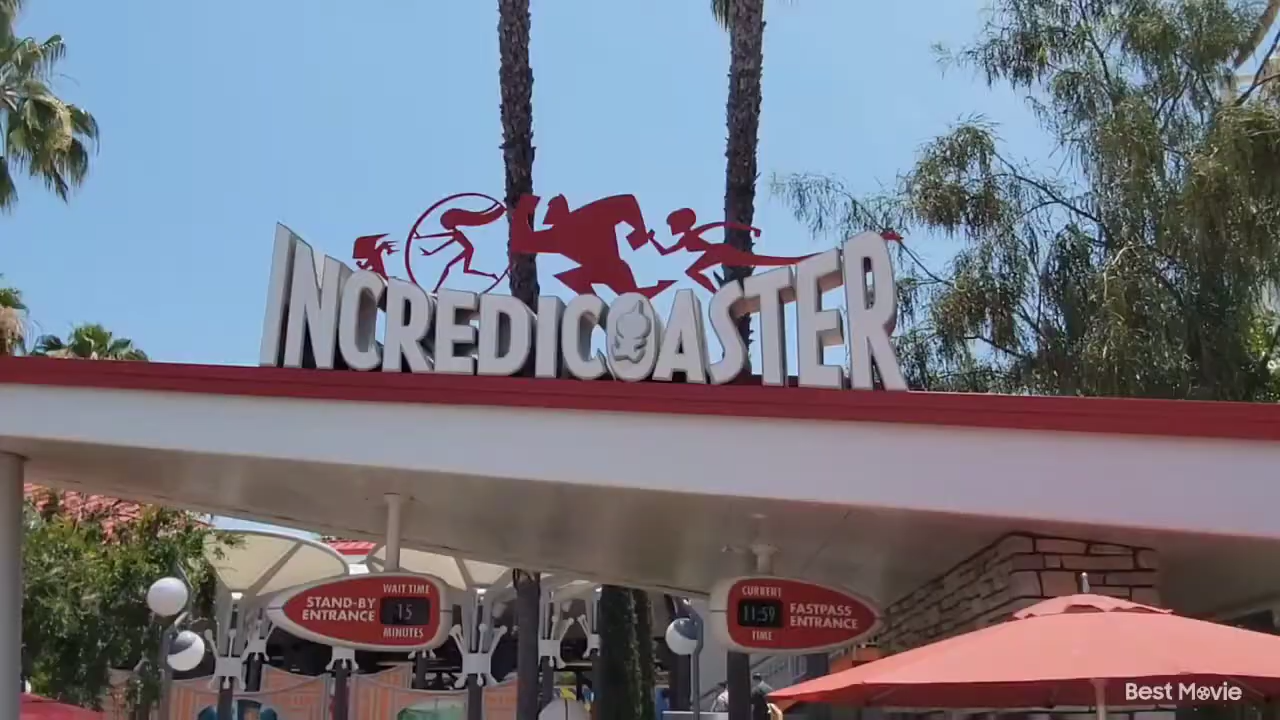 INCREDICOASTER
STAND-BY
ENTRANCE
WAIT TIME
15
MINUTES
CURRENT
11:59
TIME
FASTPASS
ENTRANCE
Best Movie